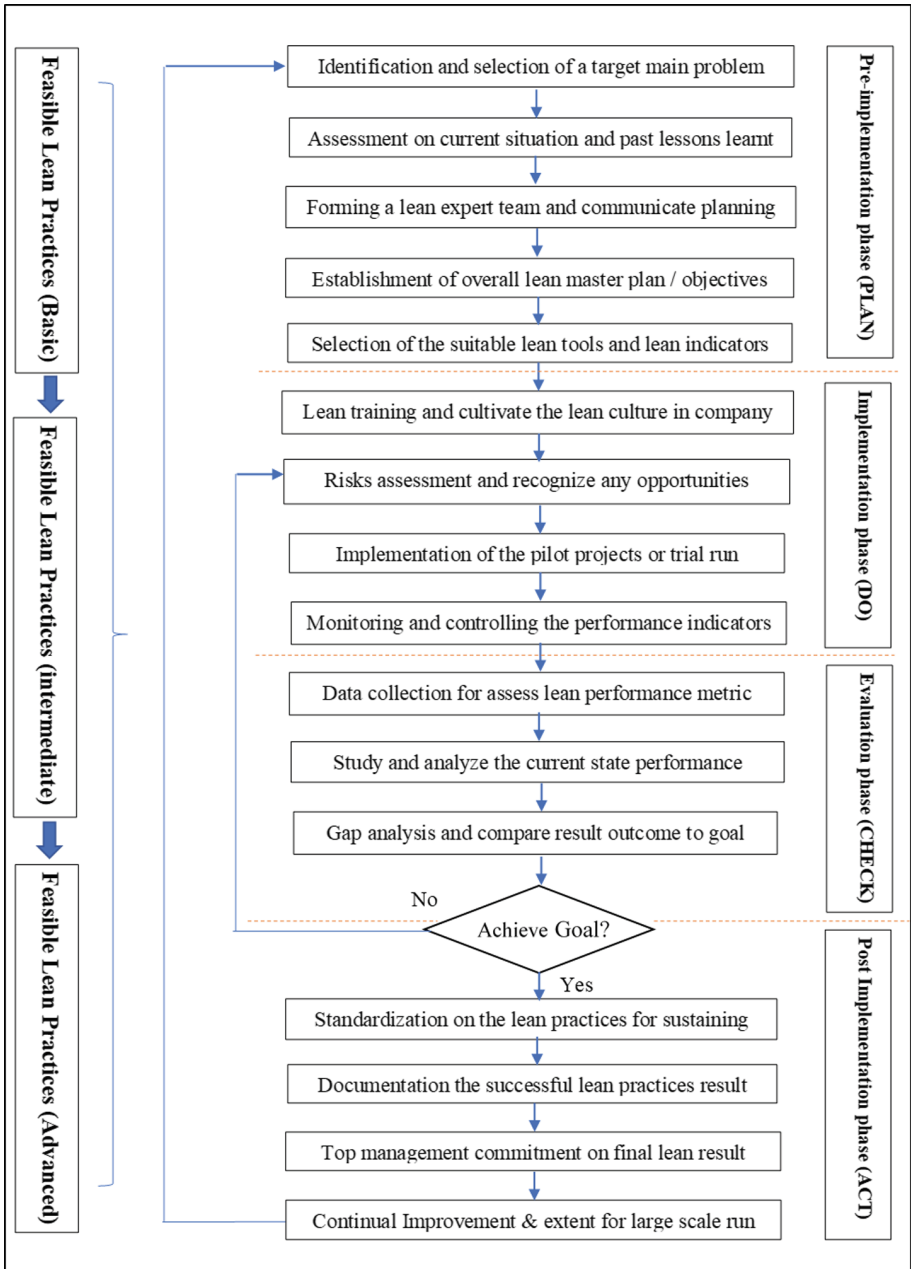 Feasible Lean Practices (Basic)
Feasible Lean Practices (intermediate)
Feasible Lean Practices (Advanced)
Identification and selection of a target main problem
Assessment on current situation and past lessons learnt
Forming a lean expert team and communicate planning
Establishment of overall lean master plan / objectives
Selection of the suitable lean tools and lean indicators
Pre-implementation phase (PLAN)
Lean training and cultivate the lean culture in company
Risks assessment and recognize any opportunities
Implementation of the pilot projects or trial run
Monitoring and controlling the performance indicators
Implementation phase (DO)
Data collection for assess lean performance metric
Study and analyze the current state performance
Gap analysis and compare result outcome to goal
Evaluation phase (CHECK)
No
Achieve Goal?
Yes
Standardization on the lean practices for sustaining
Documentation the successful lean practices result
Top management commitment on final lean result
Continual Improvement & extent for large scale run
Post Implementation phase (ACT)